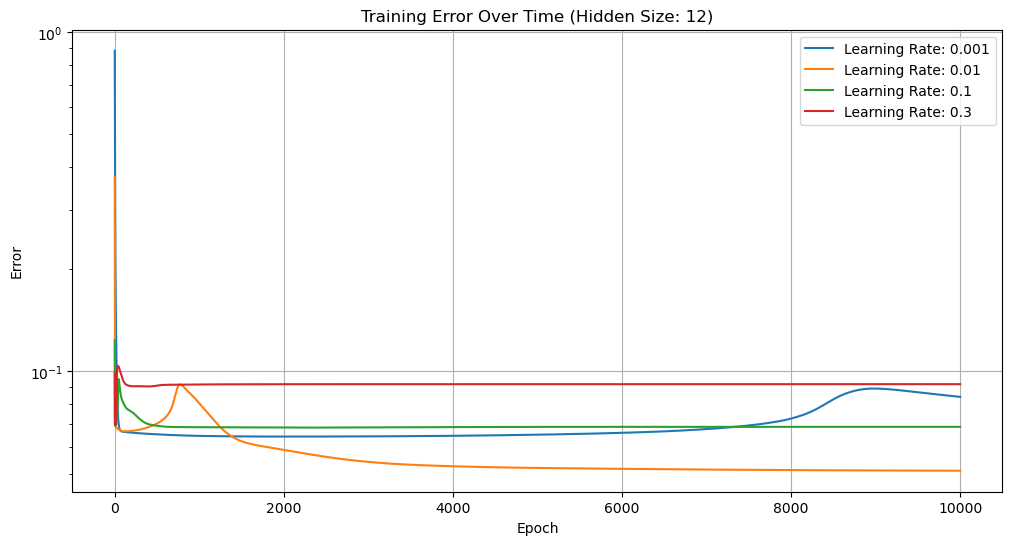 Training Error Over Time (Hidden Size: 12)
10⁰
10⁻¹
Error
Learning Rate: 0.001
Learning Rate: 0.01
Learning Rate: 0.1
Learning Rate: 0.3
0
2000
4000
6000
8000
10000
Epoch